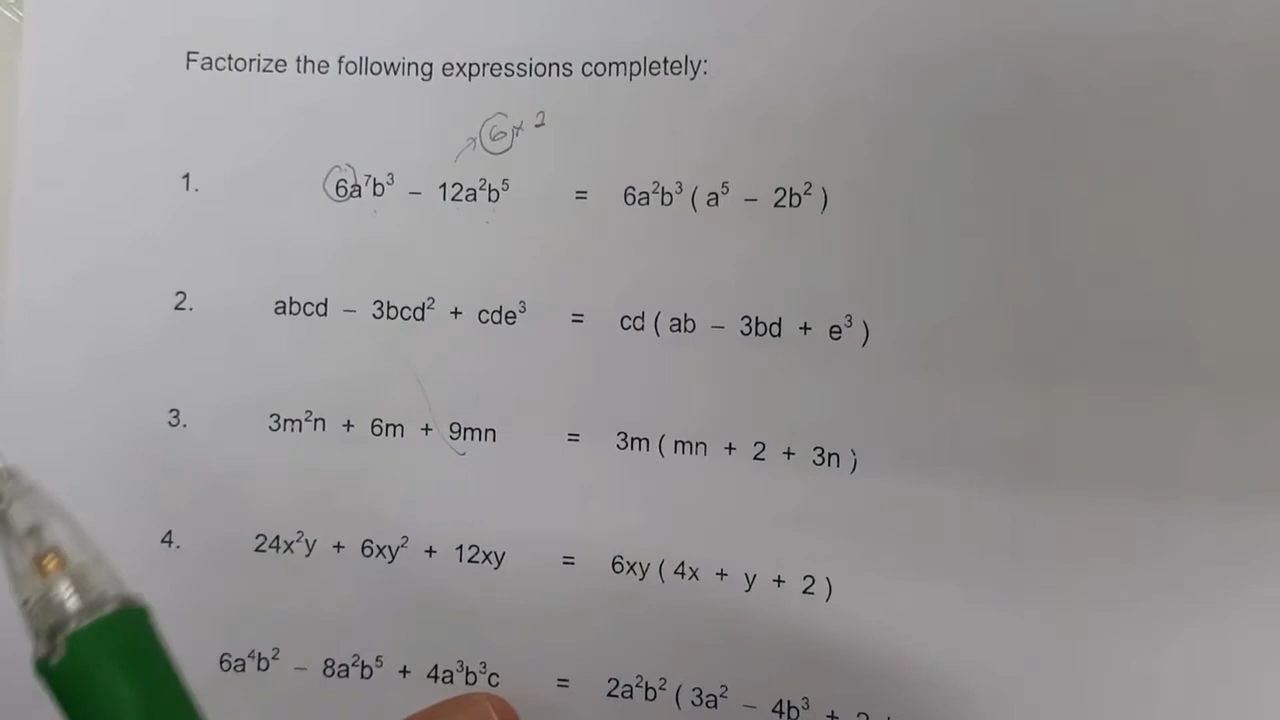 Factorize the following expressions completely:
6 x 2
1. 6a⁷b³ – 12a²b⁵ = 6a²b³ ( a⁵ – 2b² )
2. abcd – 3bcd² + cde³ = cd ( ab – 3bd + e³ )
3. 3m²n + 6m + 9mn = 3m ( mn + 2 + 3n )
4. 24x²y + 6xy² + 12xy = 6xy ( 4x + y + 2 )
6a⁴b² – 8a²b⁵ + 4a³b³c = 2a²b² ( 3a² – 4b³ +